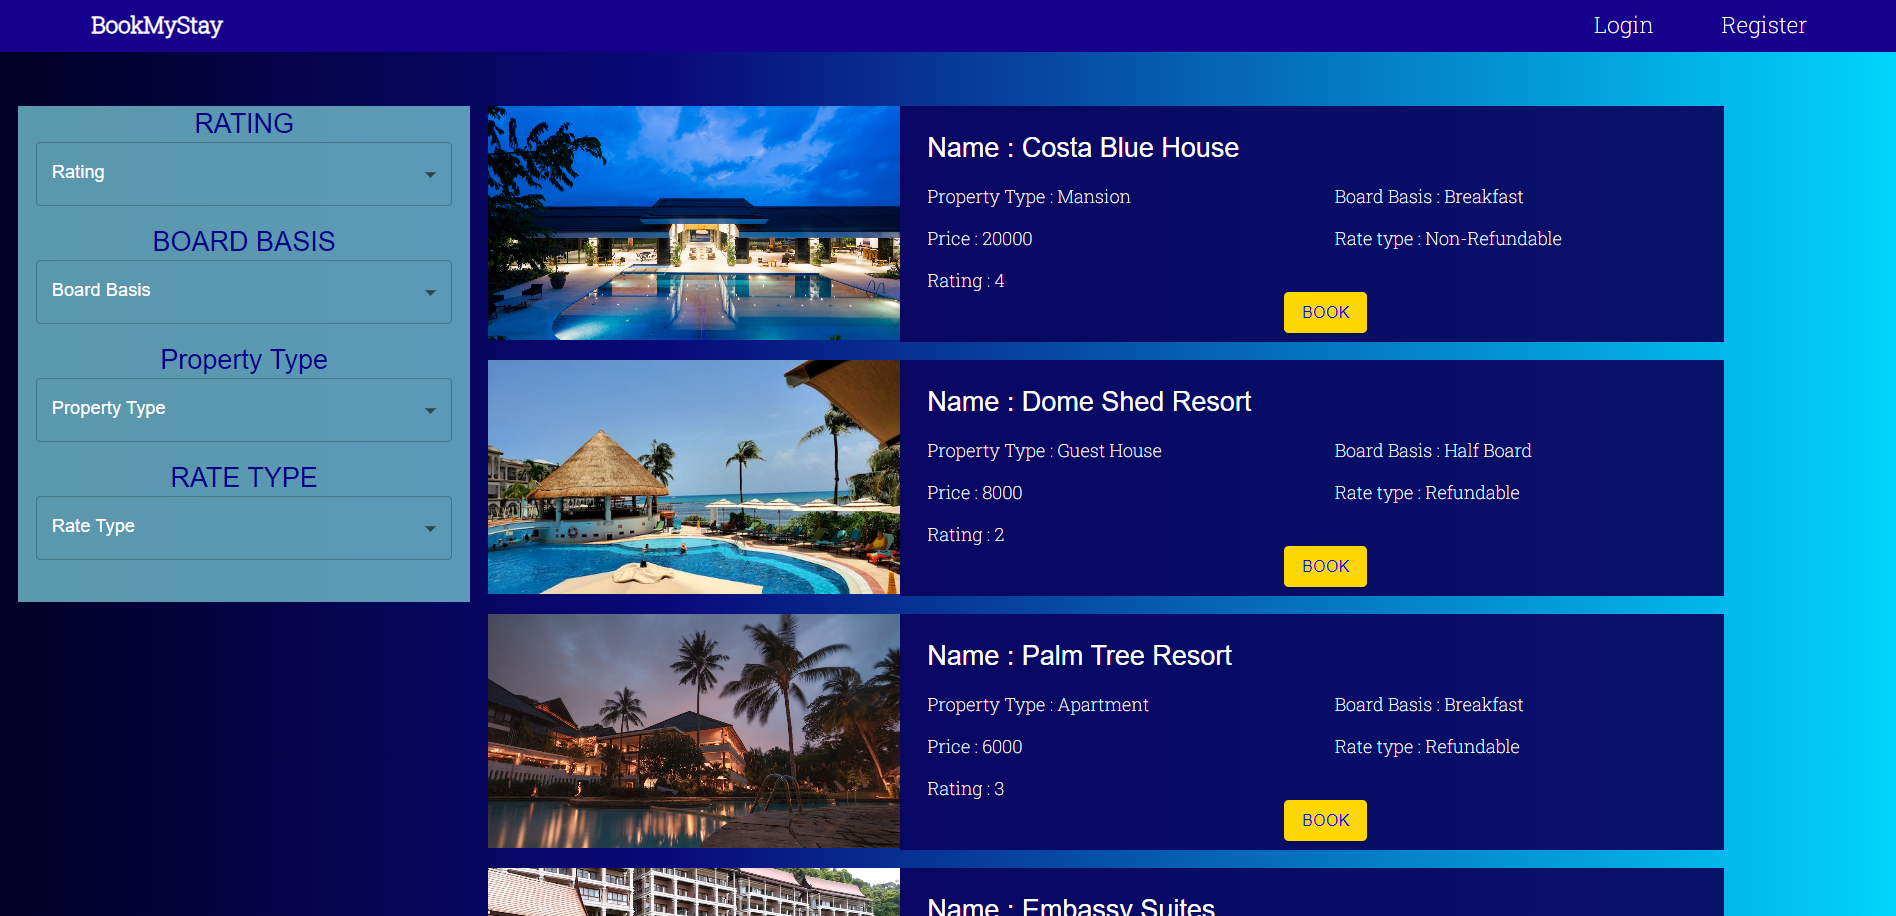 BookMyStay
Login
Register
RATING
Rating
BOARD BASIS
Board Basis
Property Type
Property Type
RATE TYPE
Rate Type
Name : Costa Blue House
Property Type : Mansion
Board Basis : Breakfast
Price : 20000
Rate type : Non-Refundable
Rating : 4
BOOK
Name : Dome Shed Resort
Property Type : Guest House
Board Basis : Half Board
Price : 8000
Rate type : Refundable
Rating : 2
BOOK
Name : Palm Tree Resort
Property Type : Apartment
Board Basis : Breakfast
Price : 6000
Rate type : Refundable
Rating : 3
BOOK
Name : Embassy Suites